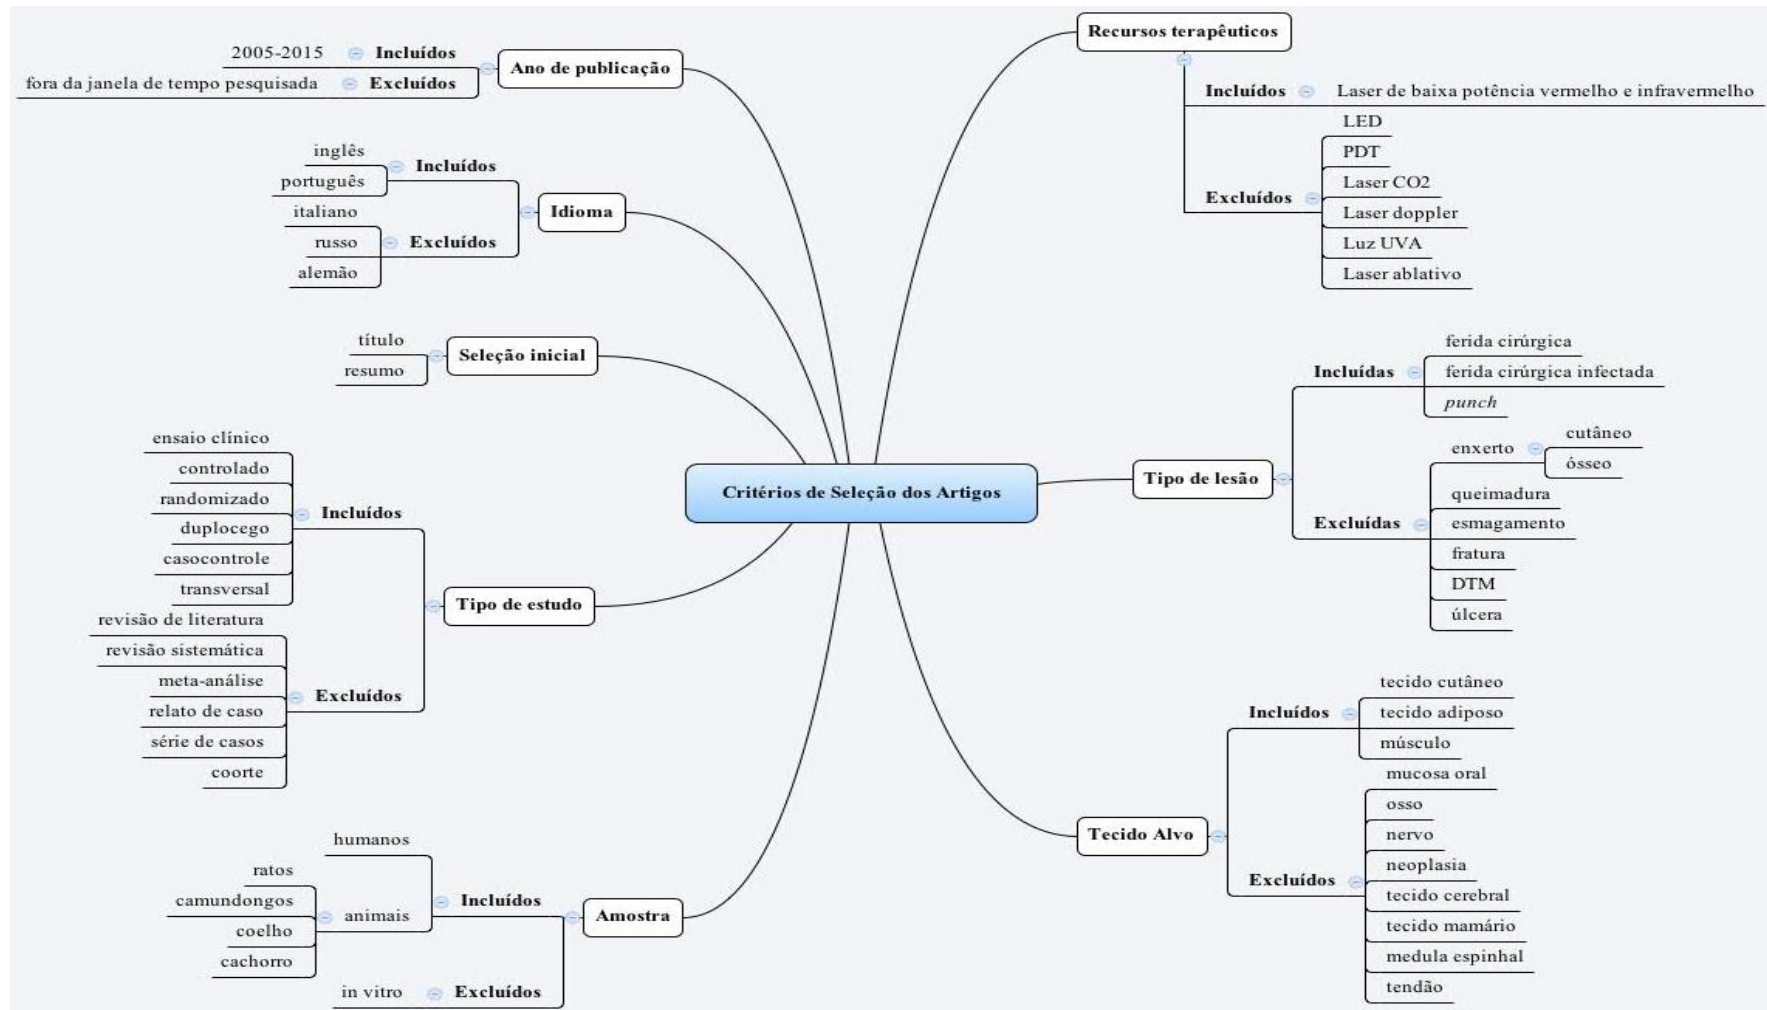 Critérios de Seleção dos Artigos
Ano de publicação
Incluídos
2005-2015
Excluídos
fora da janela de tempo pesquisada
Idioma
Incluídos
inglês
português
Excluídos
italiano
russo
alemão
Seleção inicial
título
resumo
Tipo de estudo
Incluídos
ensaio clínico
controlado
randomizado
duplocego
casocontrole
transversal
Excluídos
revisão de literatura
revisão sistemática
meta-análise
relato de caso
série de casos
coorte
Amostra
Incluídos
humanos
animais
ratos
camundongos
coelho
cachorro
Excluídos
in vitro
Recursos terapêuticos
Incluídos
Laser de baixa potência vermelho e infravermelho
Excluídos
LED
PDT
Laser CO2
Laser doppler
Luz UVA
Laser ablativo
Tipo de lesão
Incluídas
ferida cirúrgica
ferida cirúrgica infectada
punch
Excluídas
enxerto
cutâneo
ósseo
queimadura
esmagamento
fratura
DTM
úlcera
Tecido Alvo
Incluídos
tecido cutâneo
tecido adiposo
músculo
Excluídos
mucosa oral
osso
nervo
neoplasia
tecido cerebral
tecido mamário
medula espinhal
tendão